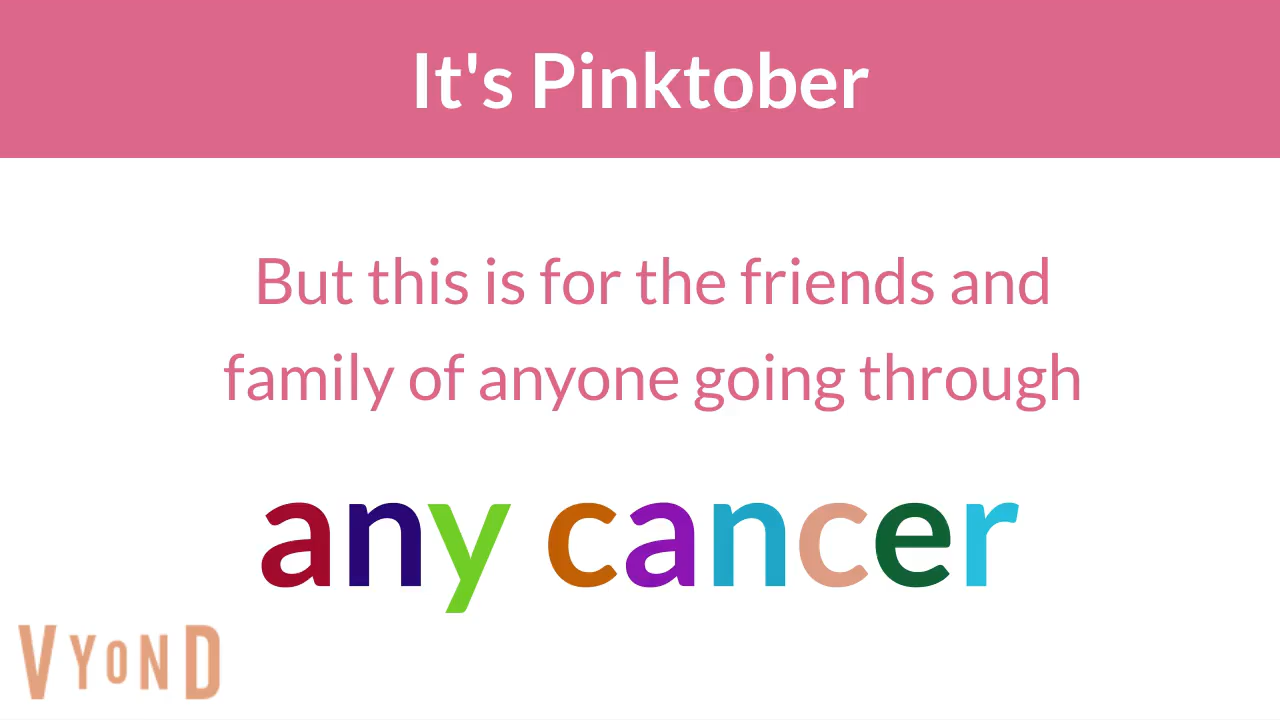 It's Pinktober
But this is for the friends and
family of anyone going through
any cancer
VYOND